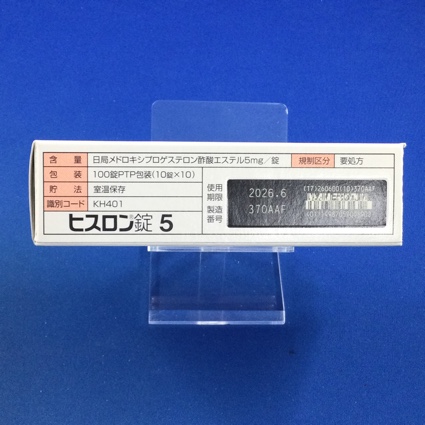 含量 日局メドロキシプロゲステロン酢酸エステル5mg/錠 規制区分 要処方
包装 100錠PTP包装(10錠×10)
貯法 室温保存
識別コード KH401
ヒスロン®錠 5
使用期限 2026.6
製造番号 370AAF
(17)260600(10)370AAF